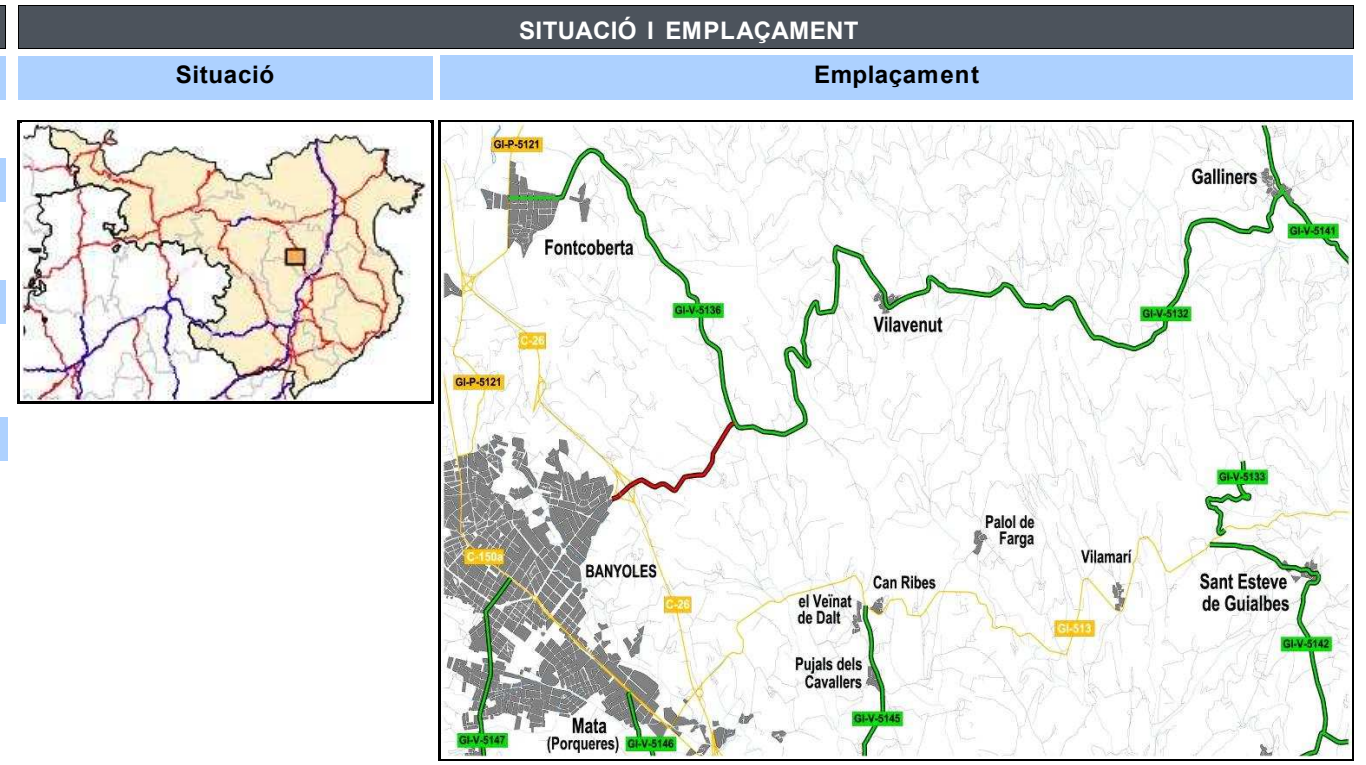 SITUACIÓ I EMPLAÇAMENT
Situació
Emplaçament
GI-P-5121
Galliners
GI-V-5141
Fontcoberta
GI-V-5136
GI-V-5132
Vilavenut
C-26
GI-P-5121
GI-V-5133
Palol de
Farga
Vilamarí
C-150a
BANYOLES
Can Ribes
Sant Esteve
de Guialbes
el Veïnat
de Dalt
C-26
GI-513
GI-V-5142
Pujals dels
Cavallers
GI-V-5145
Mata
(Porqueres)
GI-V-5147
GI-V-5146